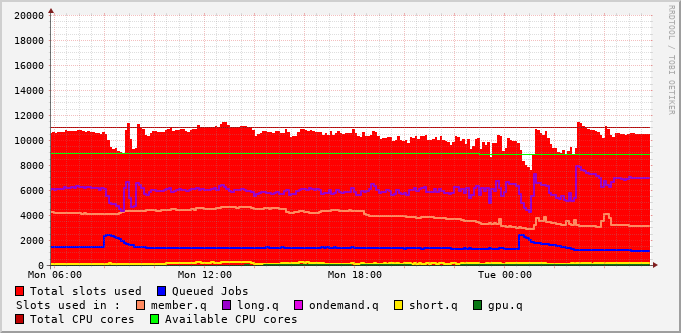 RRDTOOL / TOBI OETIKER
20000
18000
16000
14000
12000
10000
8000
6000
4000
2000
0
Mon 06:00 Mon 12:00 Mon 18:00 Tue 00:00
Total slots used Queued Jobs
Slots used in : member.q long.q ondemand.q short.q gpu.q
Total CPU cores Available CPU cores